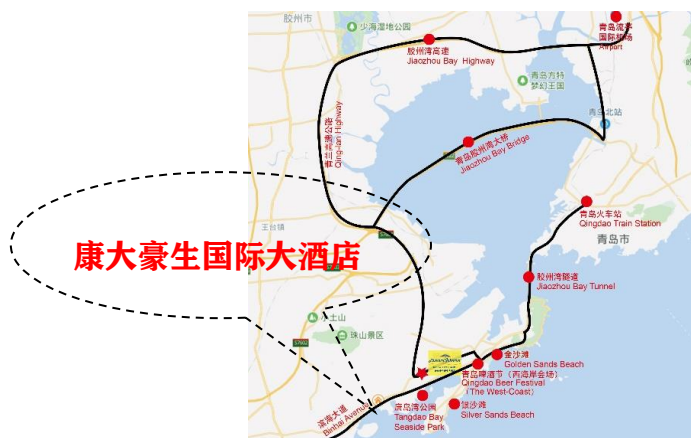 胶州市
少海湿地公园
青岛流亭
国际机场
Airport
胶州湾高速
Jiaozhou Bay Highway
青岛方特
梦幻王国
青岛北站
青兰高速公路
Qing-lan Highway
青岛胶州湾大桥
Jiaozhou Bay Bridge
青岛火车站
Qingdao Train Station
青岛市
王台镇
康大豪生国际大酒店
胶州湾隧道
Jiaozhou Bay Tunnel
小土山
珠山景区
金沙滩
Golden Sands Beach
青岛啤酒节（西海岸会场）
Qingdao Beer Festival
（The West-Coast）
滨海大道
Binhai Avenue
唐岛湾公园
Tangdao Bay
Seaside Park
银沙滩
Silver Sands Beach